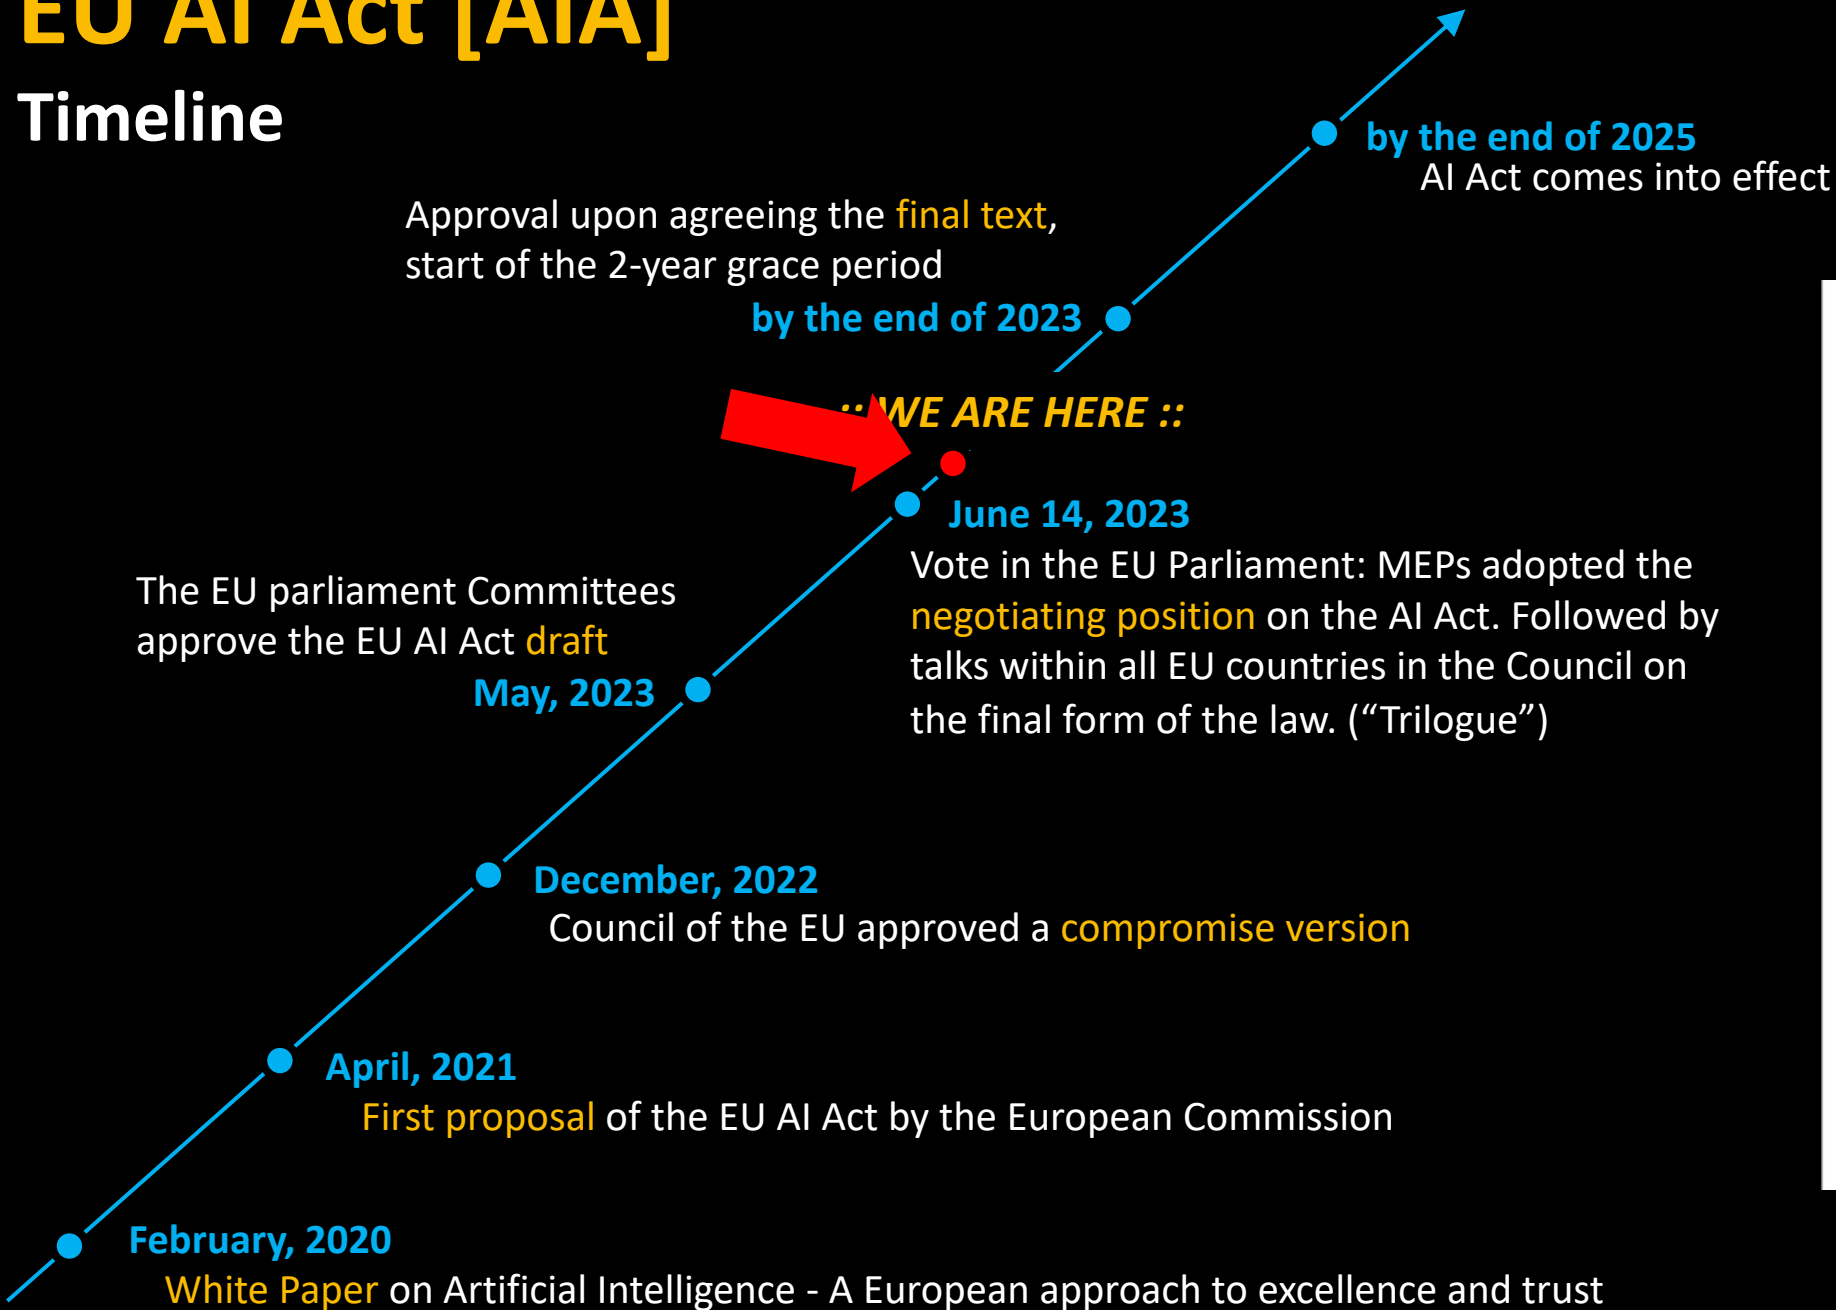 EU AI Act [AIA]
Timeline
by the end of 2025
AI Act comes into effect
Approval upon agreeing the final text,
start of the 2-year grace period
by the end of 2023
:: WE ARE HERE ::
June 14, 2023
Vote in the EU Parliament: MEPs adopted the
negotiating position on the AI Act. Followed by
talks within all EU countries in the Council on
the final form of the law. (“Trilogue”)
The EU parliament Committees
approve the EU AI Act draft
May, 2023
December, 2022
Council of the EU approved a compromise version
April, 2021
First proposal of the EU AI Act by the European Commission
February, 2020
White Paper on Artificial Intelligence - A European approach to excellence and trust